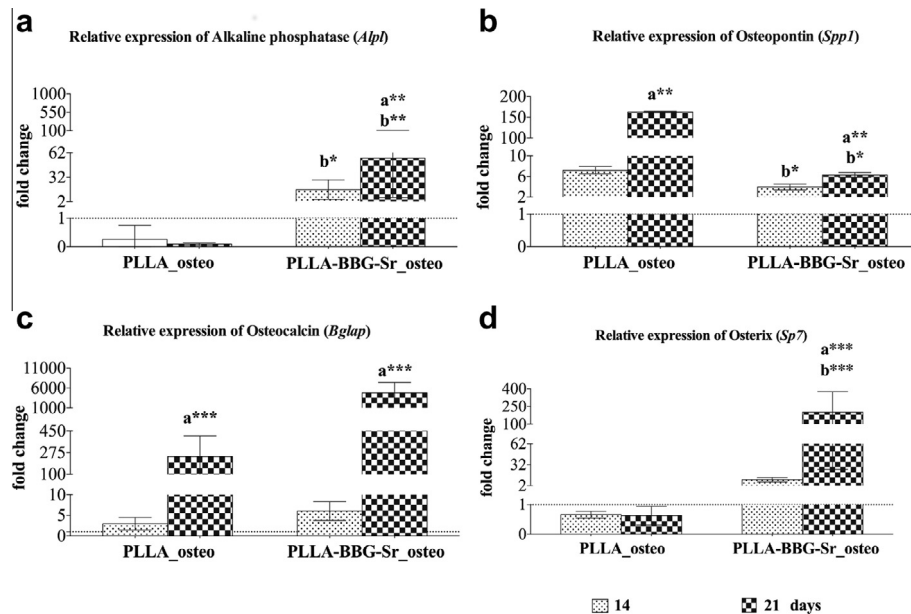 a
Relative expression of Alkaline phosphatase (Alpl)
fold change
1000
550
100
62
32
2
1
0
b*
a**
b**
PLLA_osteo
PLLA-BBG-Sr_osteo
b
Relative expression of Osteopontin (Spp1)
fold change
200
150
100
10
6
2
1
0
a**
b*
a**
b*
PLLA_osteo
PLLA-BBG-Sr_osteo
c
Relative expression of Osteocalcin (Bglap)
fold change
11000
6000
1000
450
275
100
10
5
0
a***
a***
PLLA_osteo
PLLA-BBG-Sr_osteo
d
Relative expression of Osterix (Sp7)
fold change
400
250
100
62
32
2
1
0
a***
b***
PLLA_osteo
PLLA-BBG-Sr_osteo
14
21 days